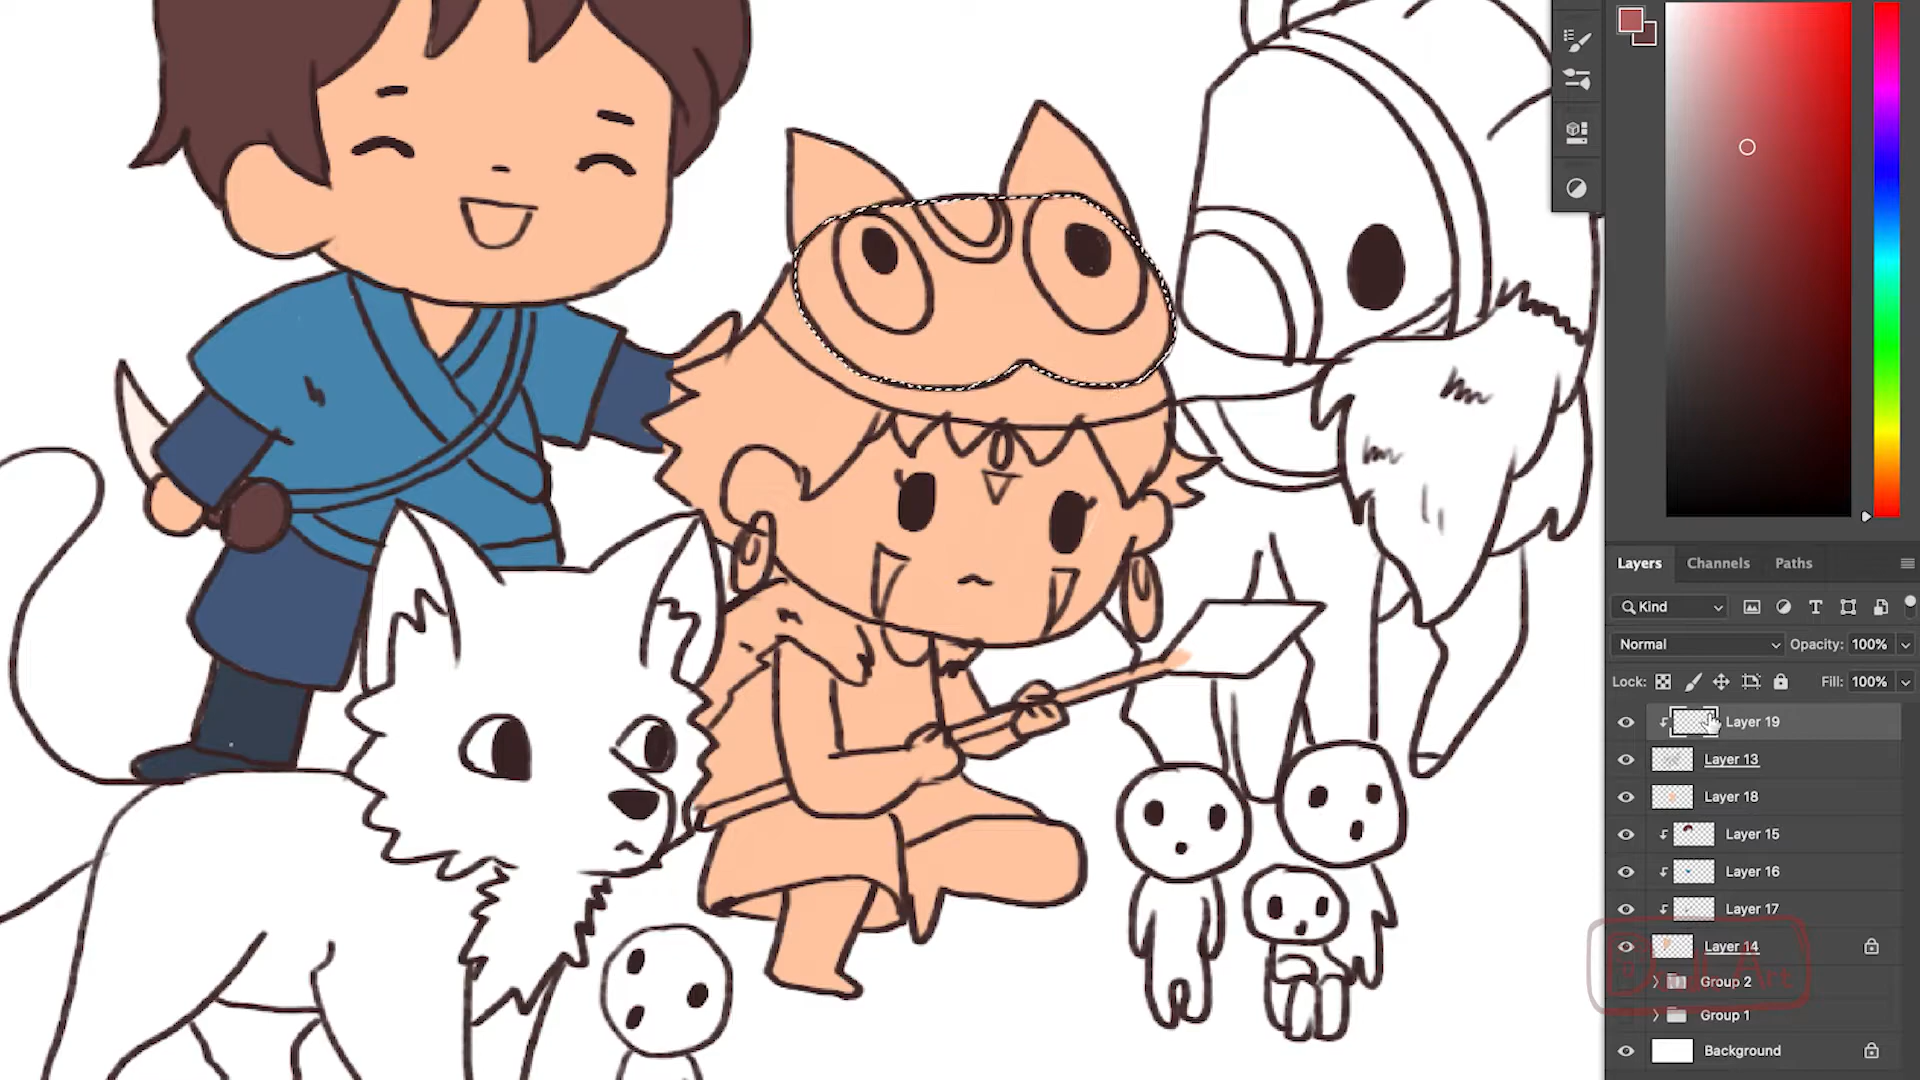 Layers Channels Paths
Kind
Normal Opacity: 100%
Lock: Fill: 100%
Layer 19
Layer 13
Layer 18
Layer 15
Layer 16
Layer 17
Layer 14
Group 2
Group 1
Background